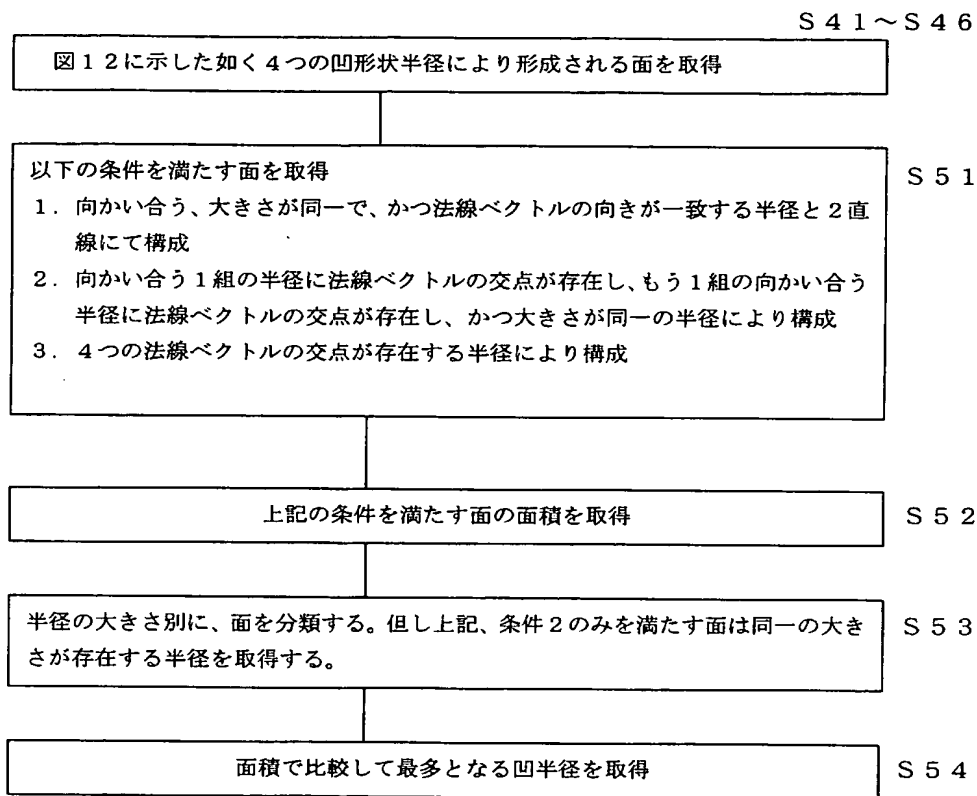 S41～S46
図12に示した如く4つの凹形状半径により形成される面を取得
以下の条件を満たす面を取得
S51
1．向かい合う、大きさが同一で、かつ法線ベクトルの向きが一致する半径と2直
線にて構成
2．向かい合う1組の半径に法線ベクトルの交点が存在し、もう1組の向かい合う
半径に法線ベクトルの交点が存在し、かつ大きさが同一の半径により構成
3．4つの法線ベクトルの交点が存在する半径により構成
上記の条件を満たす面の面積を取得
S52
半径の大きさ別に、面を分類する。但し上記、条件2のみを満たす面は同一の大き
S53
さが存在する半径を取得する。
面積で比較して最多となる凹半径を取得
S54